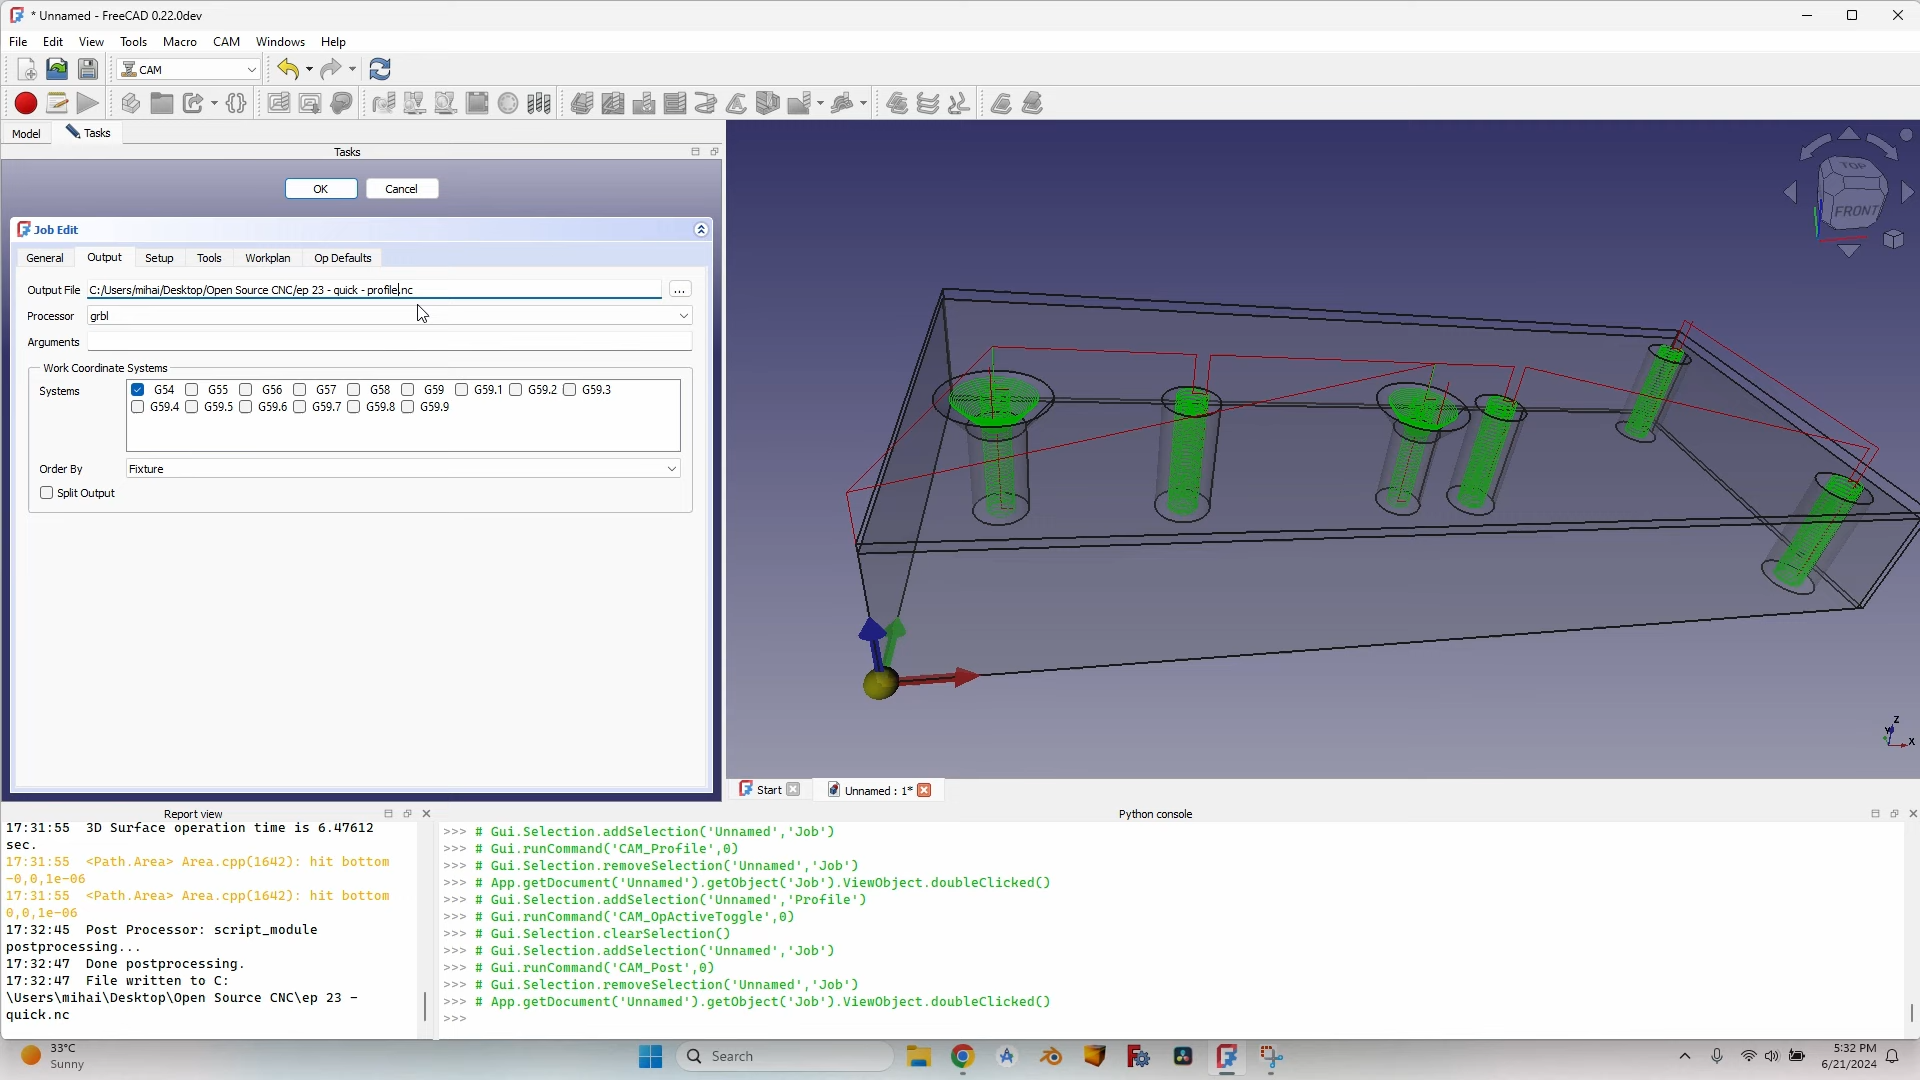 * Unnamed - FreeCAD 0.22.0dev
File Edit View Tools Macro CAM Windows Help
CAM
Model Tasks
Tasks
OK Cancel
Job Edit
General Output Setup Tools Workplan Op Defaults
Output File C:/Users/mihai/Desktop/Open Source CNC/ep 23 - quick - profile.nc ...
Processor grbl
Arguments
Work Coordinate Systems
Systems G54 G55 G56 G57 G58 G59 G59.1 G59.2 G59.3
G59.4 G59.5 G59.6 G59.7 G59.8 G59.9
Order By Fixture
Split Output
TOP
FRONT
Z
Y
X
Start Unnamed : 1*
Report view
17:31:55 3D Surface operation time is 6.47612
sec.
17:31:55 <Path.Area> Area.cpp(1642): hit bottom
-0,0,1e-06
17:31:55 <Path.Area> Area.cpp(1642): hit bottom
0,0,1e-06
17:32:45 Post Processor: script_module
postprocessing...
17:32:47 Done postprocessing.
17:32:47 File written to C:
\Users\mihai\Desktop\Open Source CNC\ep 23 -
quick.nc
Python console
>>> # Gui.Selection.addSelection('Unnamed','Job')
>>> # Gui.runCommand('CAM_Profile',0)
>>> # Gui.Selection.removeSelection('Unnamed','Job')
>>> # App.getDocument('Unnamed').getObject('Job').ViewObject.doubleClicked()
>>> # Gui.Selection.addSelection('Unnamed','Profile')
>>> # Gui.runCommand('CAM_OpActiveToggle',0)
>>> # Gui.Selection.clearSelection()
>>> # Gui.Selection.addSelection('Unnamed','Job')
>>> # Gui.runCommand('CAM_Post',0)
>>> # Gui.Selection.removeSelection('Unnamed','Job')
>>> # App.getDocument('Unnamed').getObject('Job').ViewObject.doubleClicked()
>>>
33°C
Sunny
Search
5:32 PM
6/21/2024